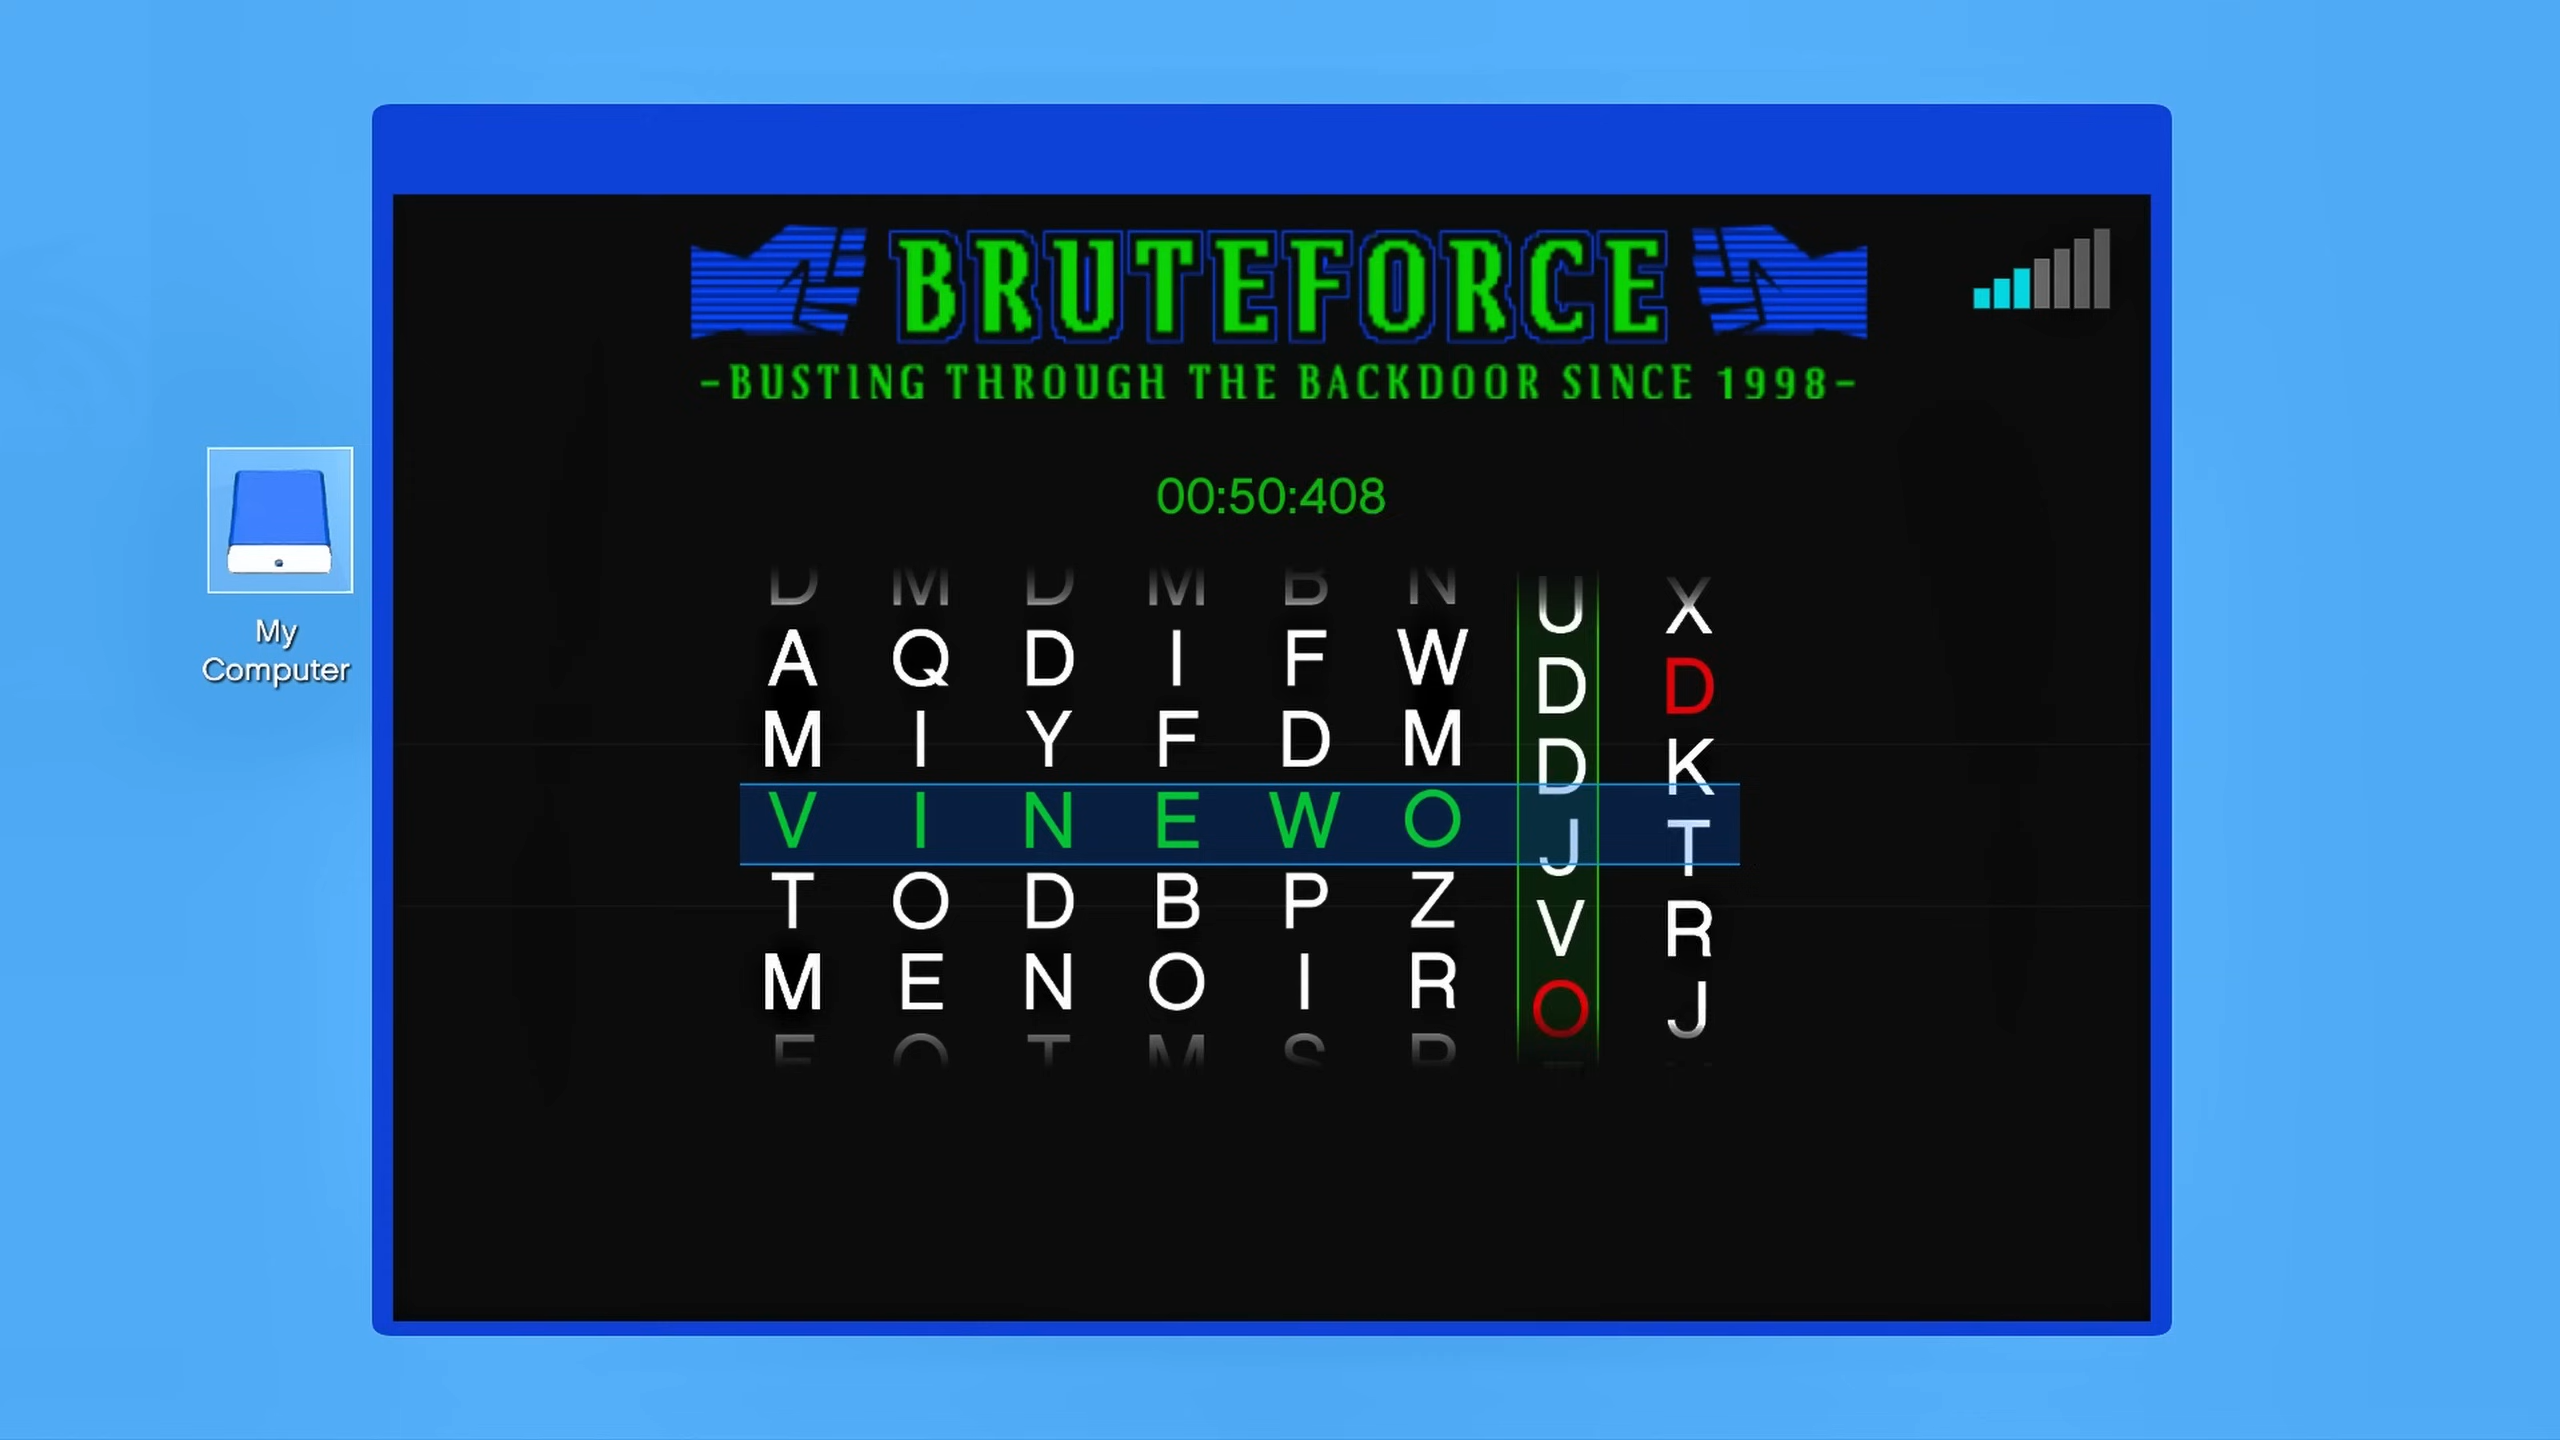 BRUTEFORCE
-BUSTING THROUGH THE BACKDOOR SINCE 1998-
00:50:408
My
Computer
D M D M B N U X
A Q D I F W D D
M I Y F D M D K
V I N E W O J T
T O D B P Z V R
M E N O I R O J